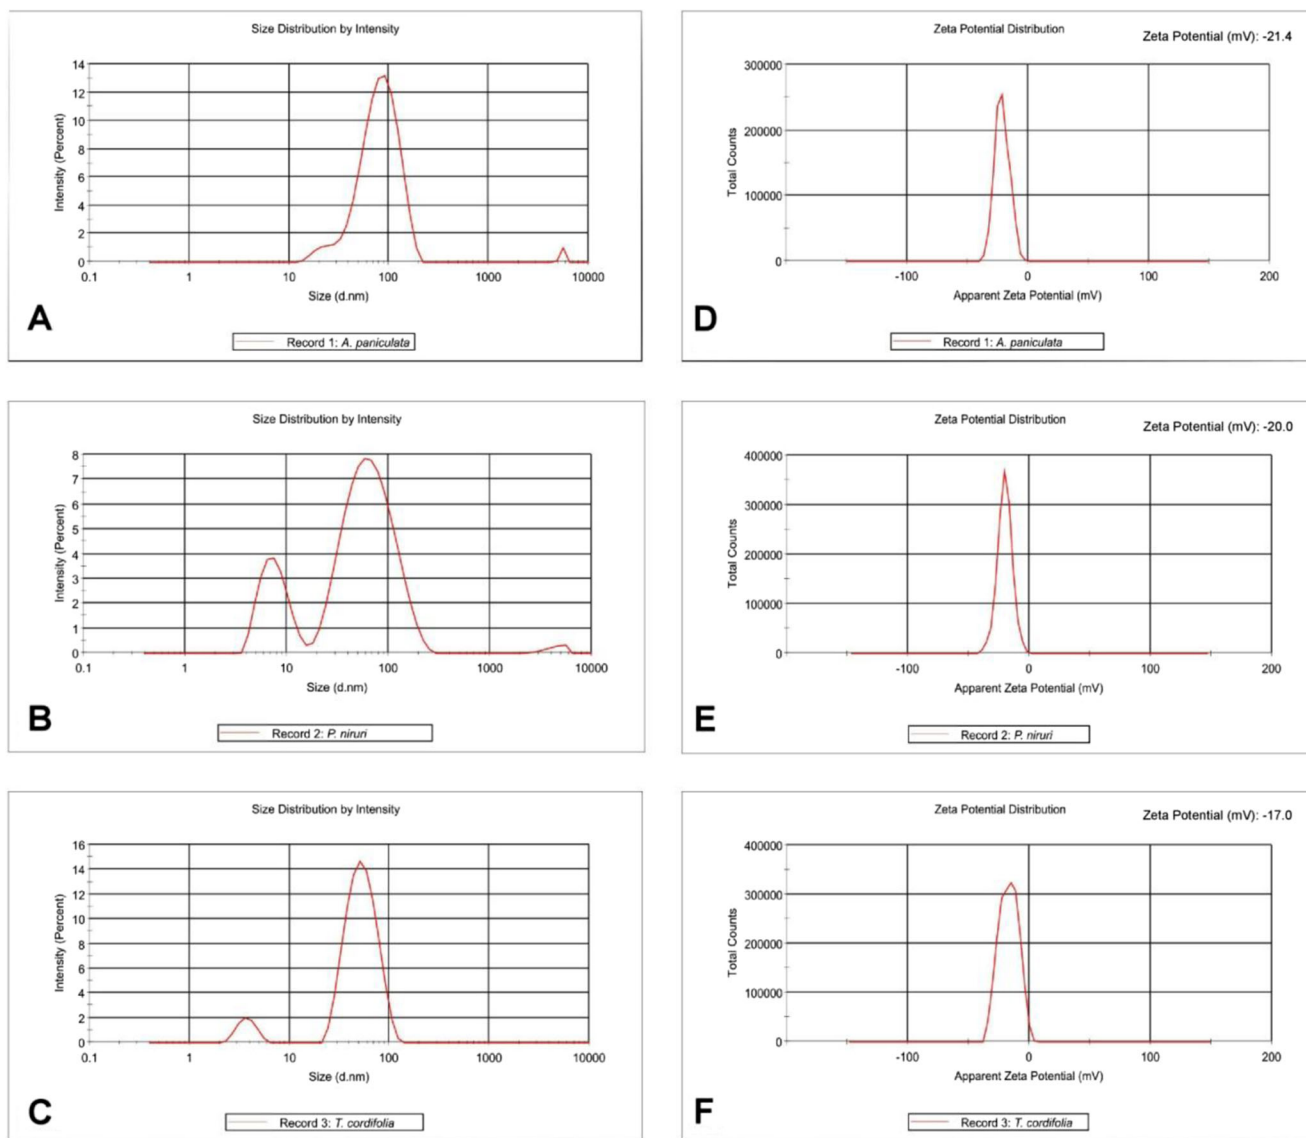 Size Distribution by Intensity
14
12
10
8
6
4
2
0
Intensity (Percent)
0.1 1 10 100 1000 10000
Size (d.nm)
A
Record 1: A. paniculata
Zeta Potential Distribution
Zeta Potential (mV): -21.4
300000
200000
100000
0
Total Counts
-100 0 100 200
Apparent Zeta Potential (mV)
D
Record 1: A. paniculata
Size Distribution by Intensity
8
7
6
5
4
3
2
1
0
Intensity (Percent)
0.1 1 10 100 1000 10000
Size (d.nm)
B
Record 2: P. niruri
Zeta Potential Distribution
Zeta Potential (mV): -20.0
400000
300000
200000
100000
0
Total Counts
-100 0 100 200
Apparent Zeta Potential (mV)
E
Record 2: P. niruri
Size Distribution by Intensity
16
14
12
10
8
6
4
2
0
Intensity (Percent)
0.1 1 10 100 1000 10000
Size (d.nm)
C
Record 3: T. cordifolia
Zeta Potential Distribution
Zeta Potential (mV): -17.0
400000
300000
200000
100000
0
Total Counts
-100 0 100 200
Apparent Zeta Potential (mV)
F
Record 3: T. cordifolia